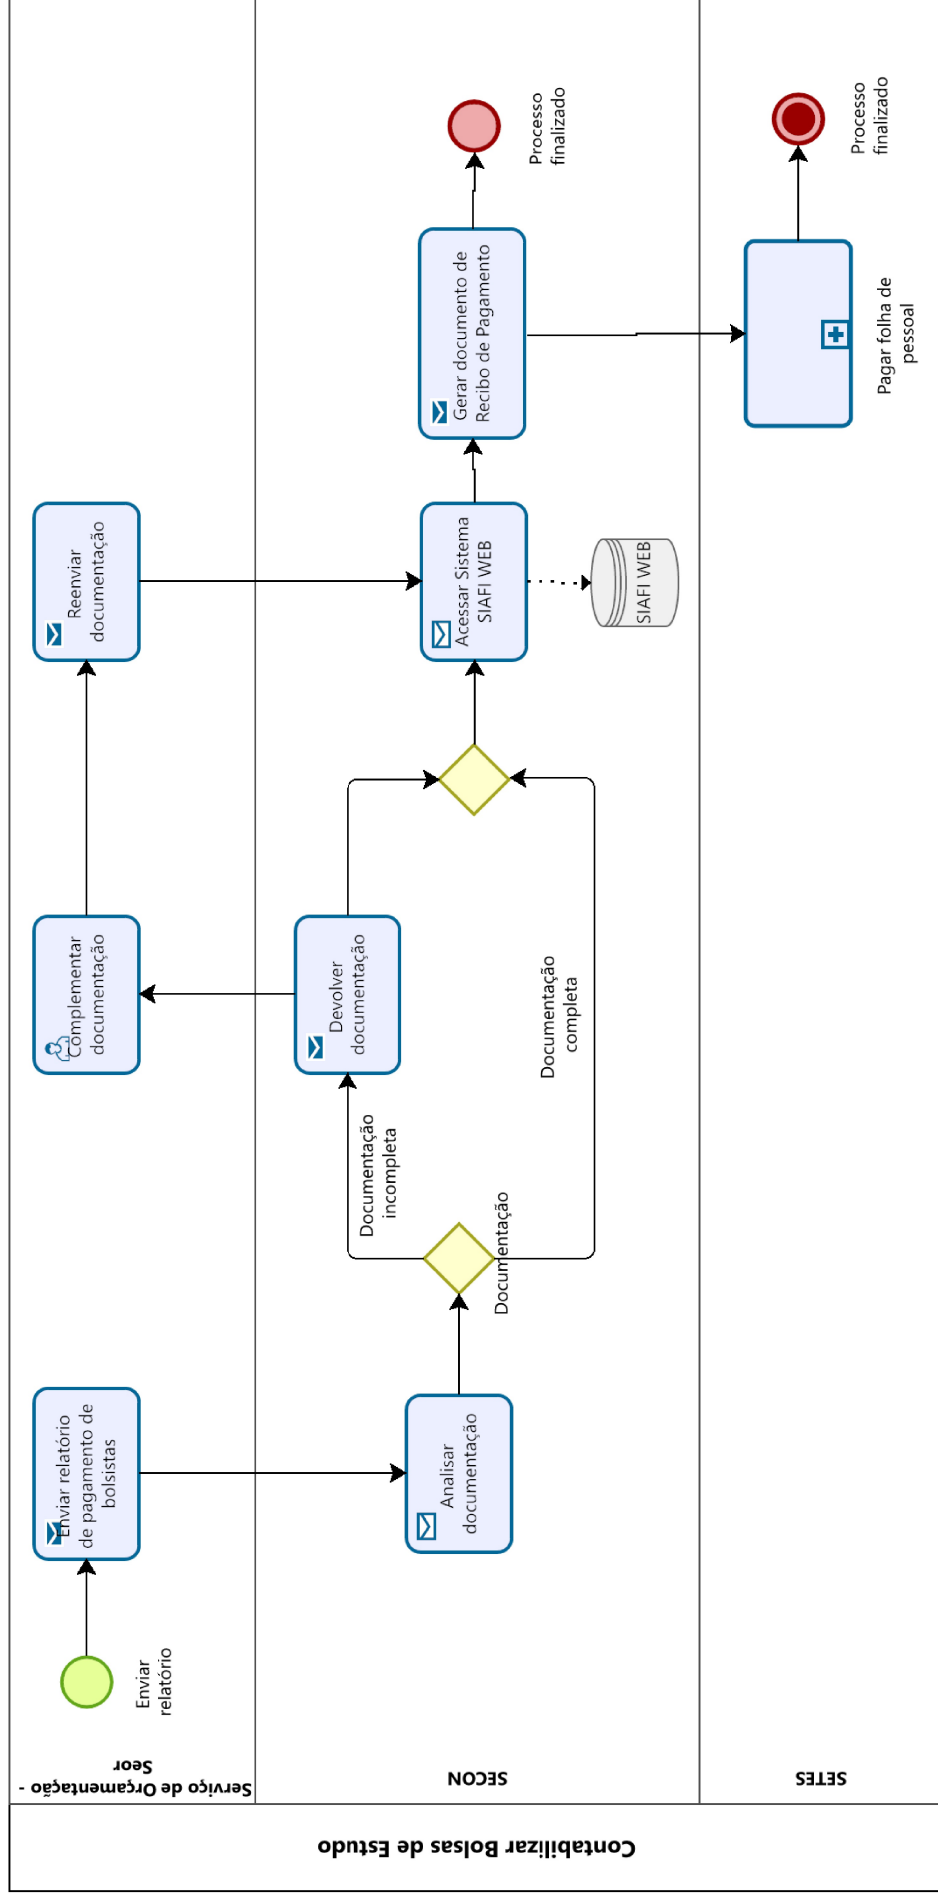 Contabilizar Bolsas de Estudo
Serviço de Orçamentação -
Seor
SECON
SETES
Enviar
relatório
Enviar relatório
de pagamento de
bolsistas
Complementar
documentação
Reenviar
documentação
Analisar
documentação
Documentação
Documentação
incompleta
Devolver
documentação
Documentação
completa
Acessar Sistema
SIAFI WEB
SIAFI WEB
Gerar documento de
Recibo de Pagamento
Processo
finalizado
Pagar folha de
pessoal
Processo
finalizado